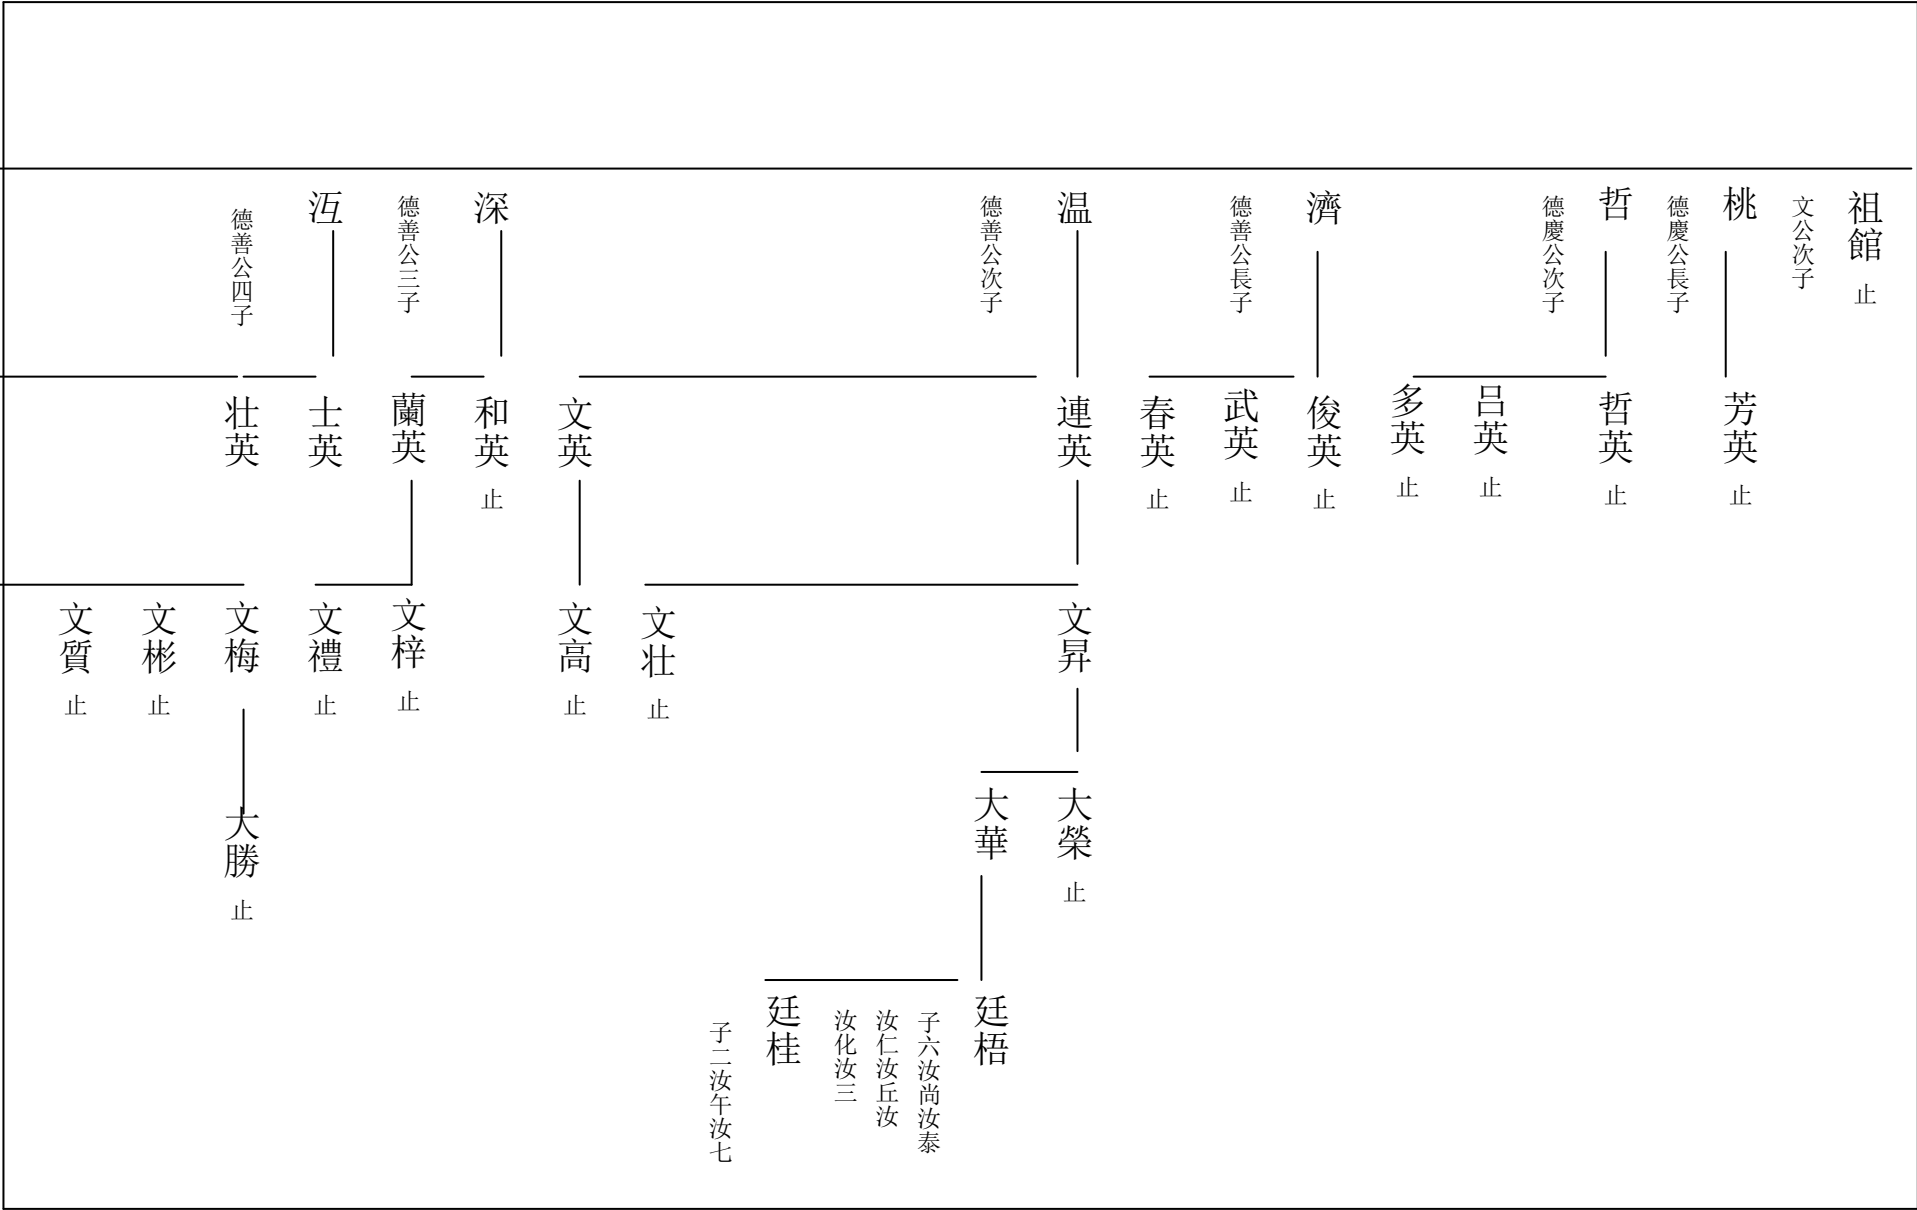 祖館 止
文公次子
桃
德慶公長子
哲
德慶公次子
濟
德善公長子
温
德善公次子
深
德善公三子
沍
德善公四子
芳英 止
哲英 止
吕英 止
多英 止
俊英 止
武英 止
春英 止
連英
文英
和英 止
蘭英
士英
壮英
文昇
文壮 止
文高 止
文梓 止
文禮 止
文梅
文彬 止
文質 止
大榮 止
大華
大勝 止
廷梧
子六汝尚汝泰
汝仁汝丘汝
汝化汝三
廷桂
子二汝午汝七